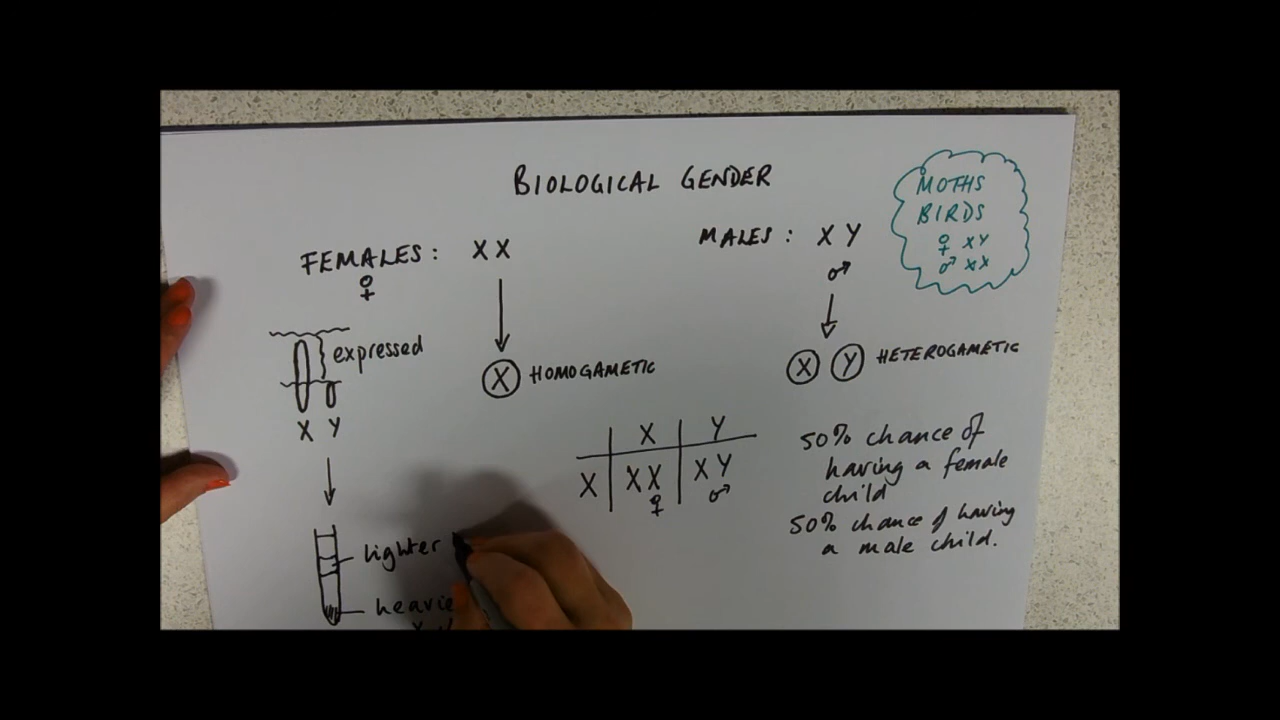 BIOLOGICAL GENDER
FEMALES: XX
♀
MALES: XY
♂
MOTHS
BIRDS
♀ XY
♂ XX
expressed
X Y
X HOMOGAMETIC
X Y HETEROGAMETIC
X Y
X XX XY
♀ ♂
50% chance of
having a female
child
50% chance of having
a male child.
lighter